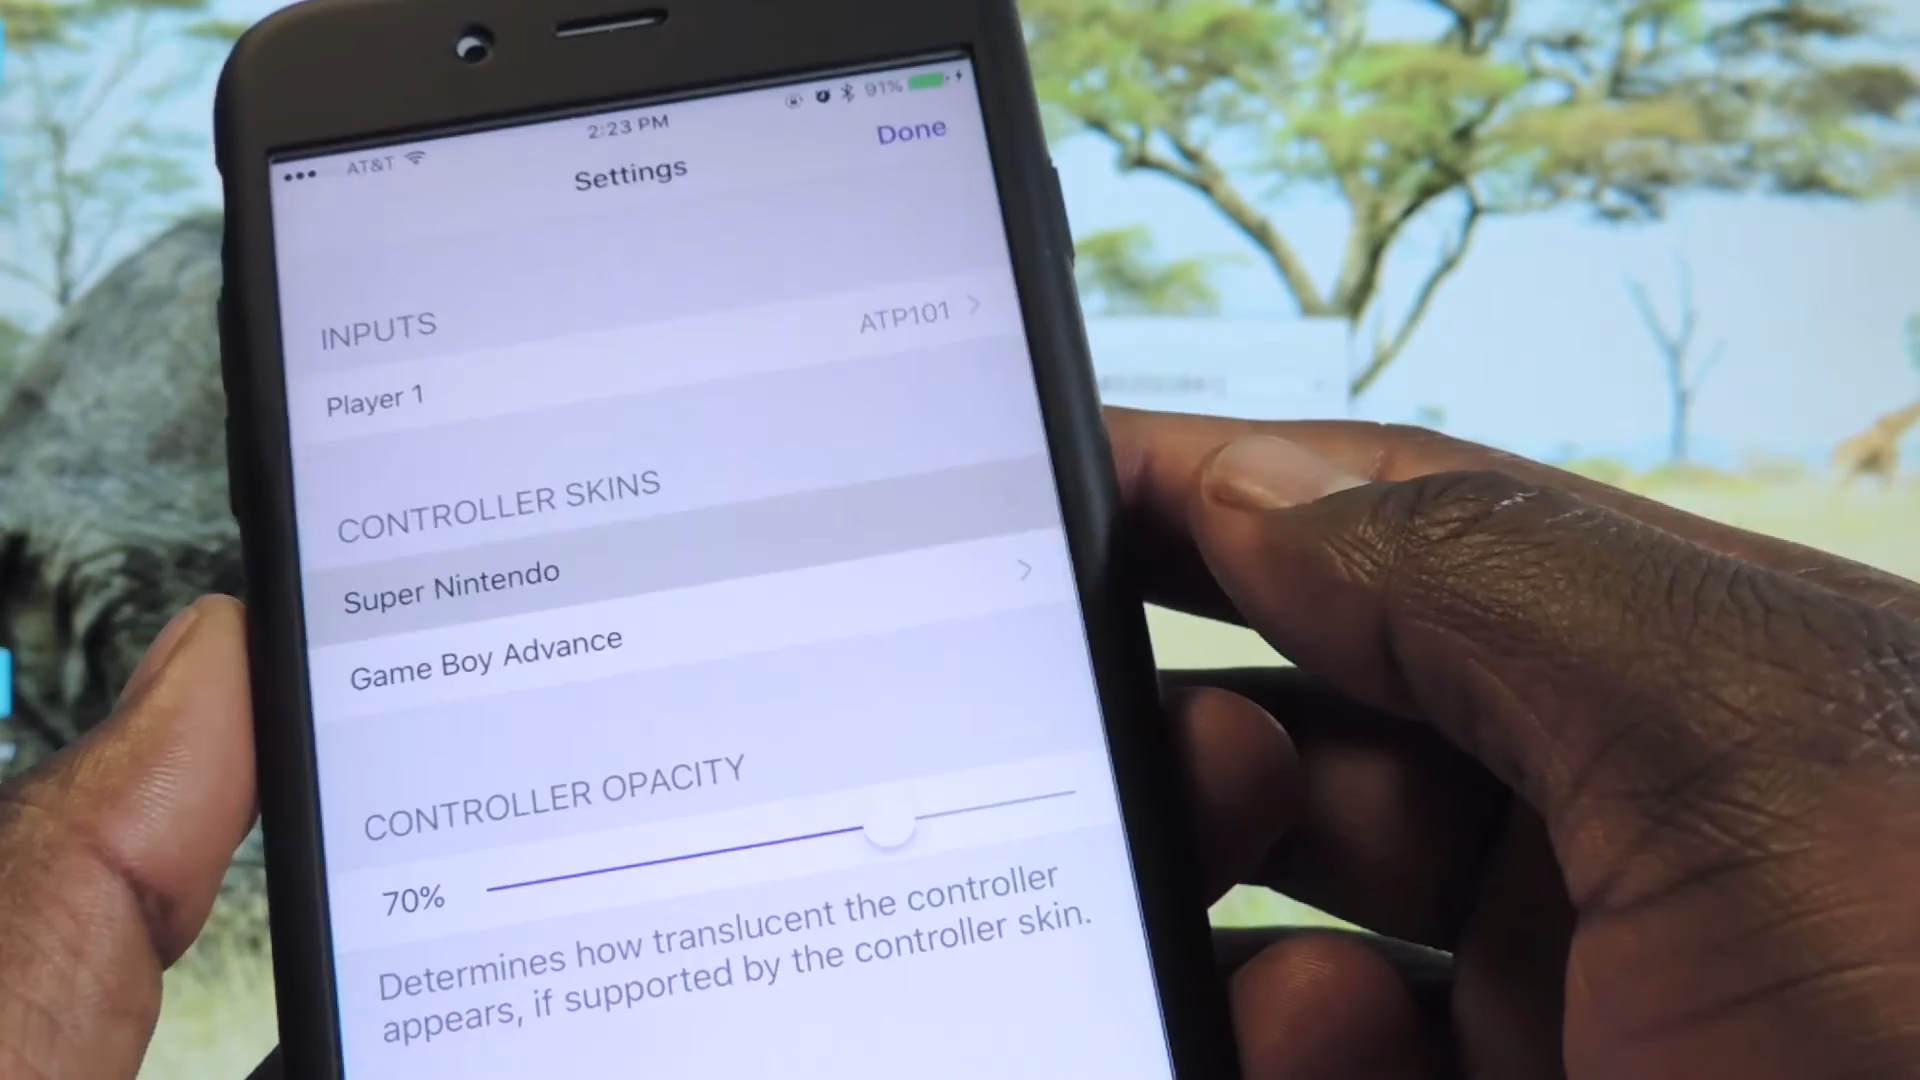 AT&T 2:23 PM 91%
Settings Done
INPUTS
Player 1 ATP101
CONTROLLER SKINS
Super Nintendo
Game Boy Advance
CONTROLLER OPACITY
70%
Determines how translucent the controller
appears, if supported by the controller skin.